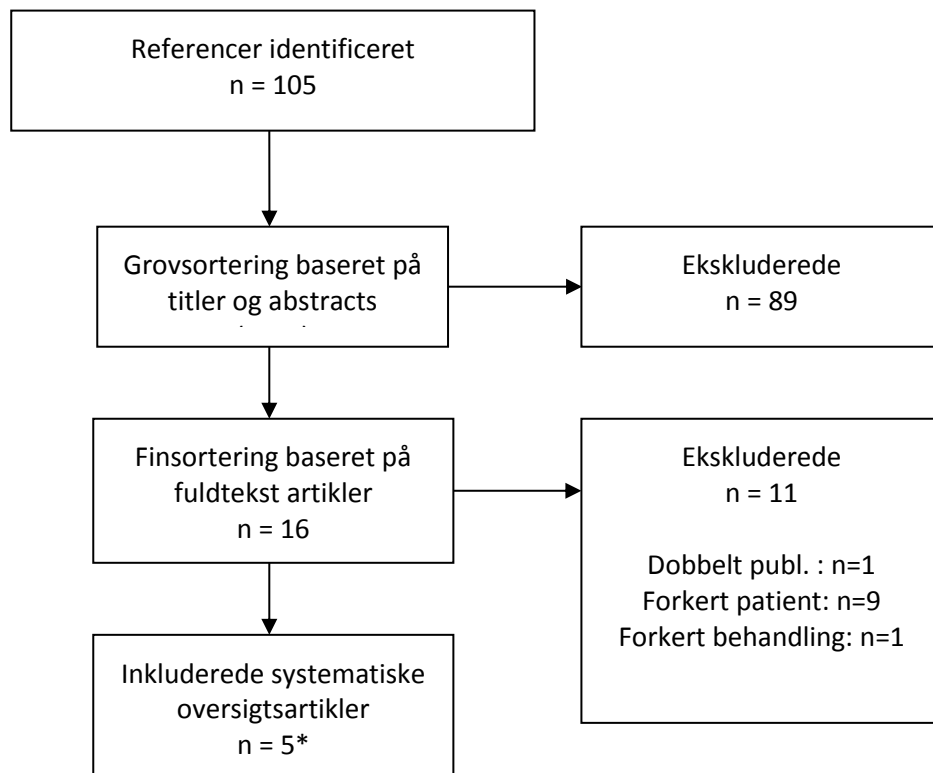 Referencer identificeret
n = 105
Grovsortering baseret på
titler og abstracts
Ekskluderede
n = 89
Finsortering baseret på
fuldtekst artikler
n = 16
Ekskluderede
n = 11
Dobbelt publ. : n=1
Forkert patient: n=9
Forkert behandling: n=1
Inkluderede systematiske
oversigtsartikler
n = 5*